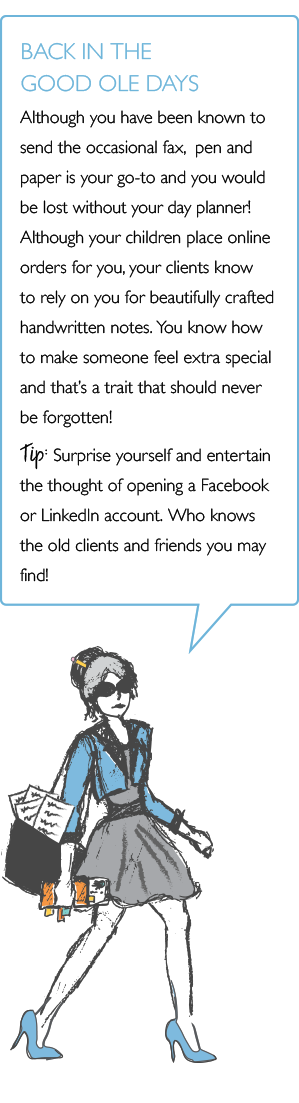 BACK IN THE
GOOD OLE DAYS
Although you have been known to
send the occasional fax,  pen and
paper is your go-to and you would
be lost without your day planner!
Although your children place online
orders for you, your clients know
to rely on you for beautifully crafted
handwritten notes. You know how
to make someone feel extra special
and that's a trait that should never
be forgotten!
Tip: Surprise yourself and entertain
the thought of opening a Facebook
or LinkedIn account. Who knows
the old clients and friends you may
find!